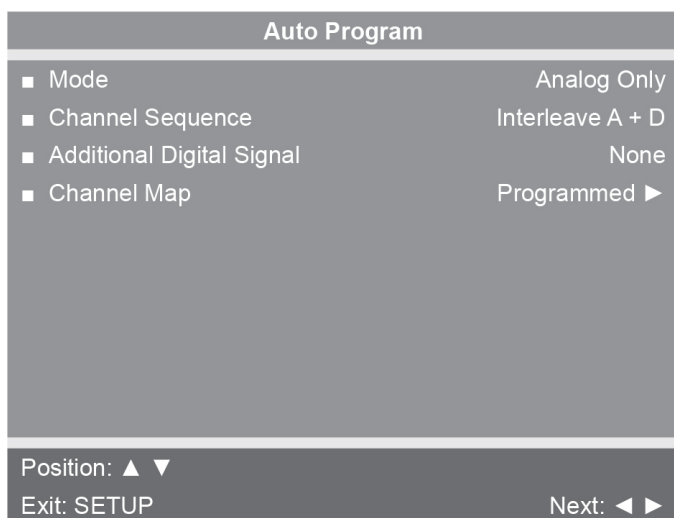 Auto Program
■ Mode Analog Only
■ Channel Sequence Interleave A + D
■ Additional Digital Signal None
■ Channel Map Programmed ►
Position: ▲ ▼
Exit: SETUP Next: ◄ ►